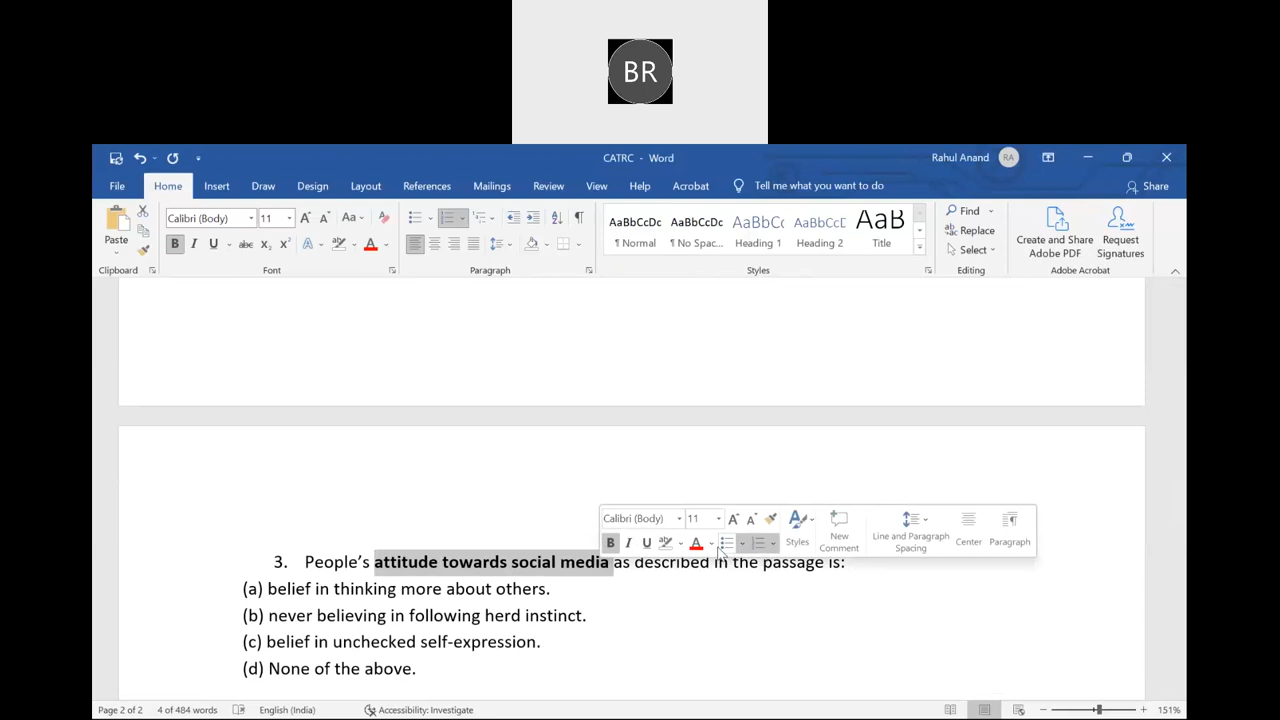 BR
CATRC - Word
Rahul Anand RA
File Home Insert Draw Design Layout References Mailings Review View Help Acrobat Tell me what you want to do Share
Paste
Clipboard
Calibri (Body) 11
Font
Paragraph
AaBbCcDc AaBbCcDc AaBbCc AaBbCcE AaB
¶ Normal ¶ No Spac... Heading 1 Heading 2 Title
Styles
Find
Replace
Select
Editing
Create and Share Adobe PDF
Request Signatures
Adobe Acrobat
Calibri (Body) 11
Styles
New Comment
Line and Paragraph Spacing
Center
Paragraph
3. People's attitude towards social media as described in the passage is:
(a) belief in thinking more about others.
(b) never believing in following herd instinct.
(c) belief in unchecked self-expression.
(d) None of the above.
Page 2 of 2 4 of 484 words English (India) Accessibility: Investigate 151%